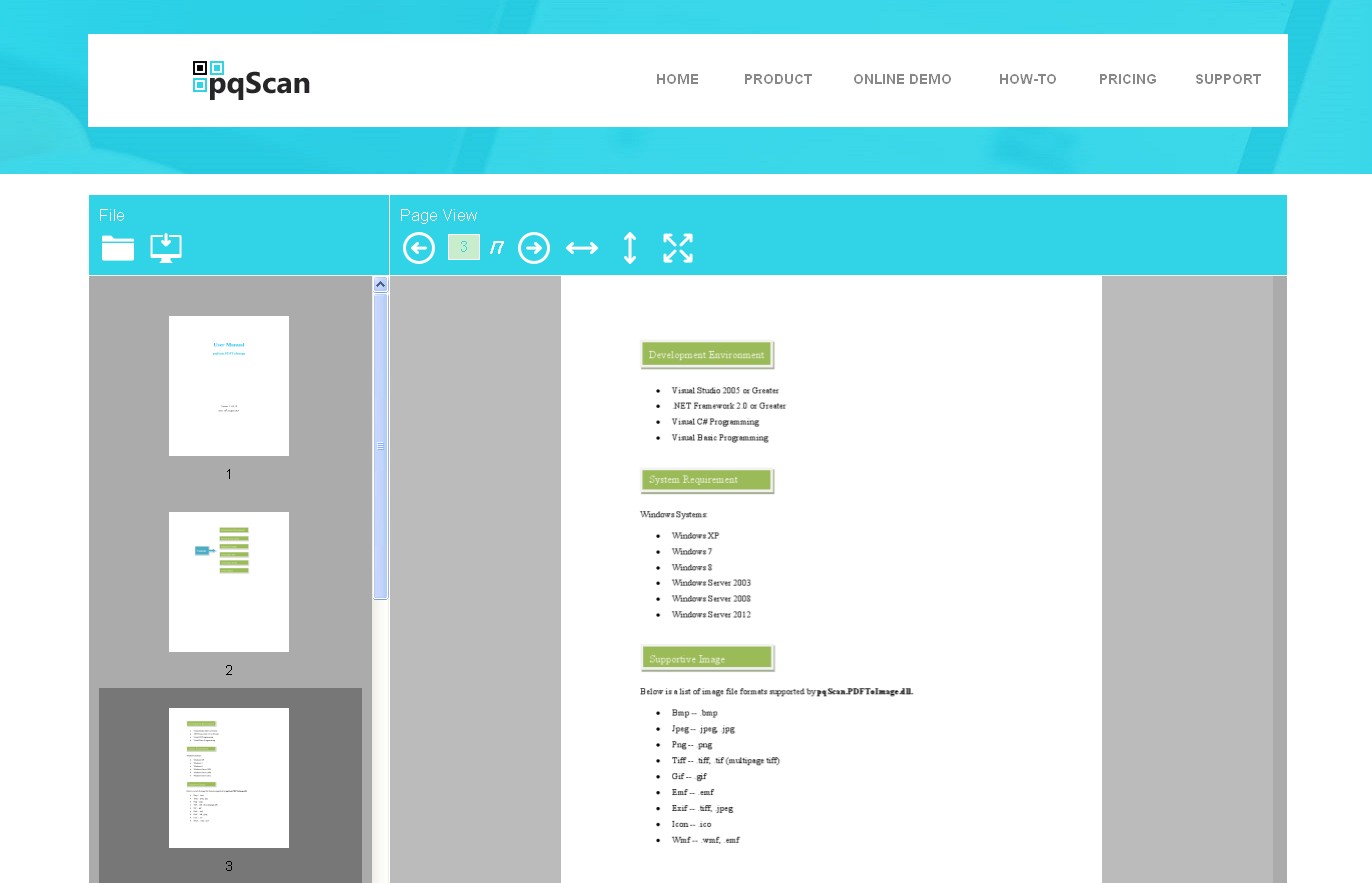 pqScan
HOME PRODUCT ONLINE DEMO HOW-TO PRICING SUPPORT
File
Page View
3 /7
User Manual
1
2
3
Development Environment
• Visual Studio 2005 or Greater
• .NET Framework 2.0 or Greater
• Visual C# Programming
• Visual Basic Programming
System Requirement
Windows Systems:
• Windows XP
• Windows 7
• Windows 8
• Windows Server 2003
• Windows Server 2008
• Windows Server 2012
Supportive Image
Below is a list of image file formats supported by pqScan.PDFToImage.dll.
• Bmp -- .bmp
• Jpeg -- .jpeg, .jpg
• Png -- .png
• Tiff -- .tiff, .tif (multipage tiff)
• Gif -- .gif
• Emf -- .emf
• Exif -- .tiff, .jpeg
• Icon -- .ico
• Wmf -- .wmf, .emf